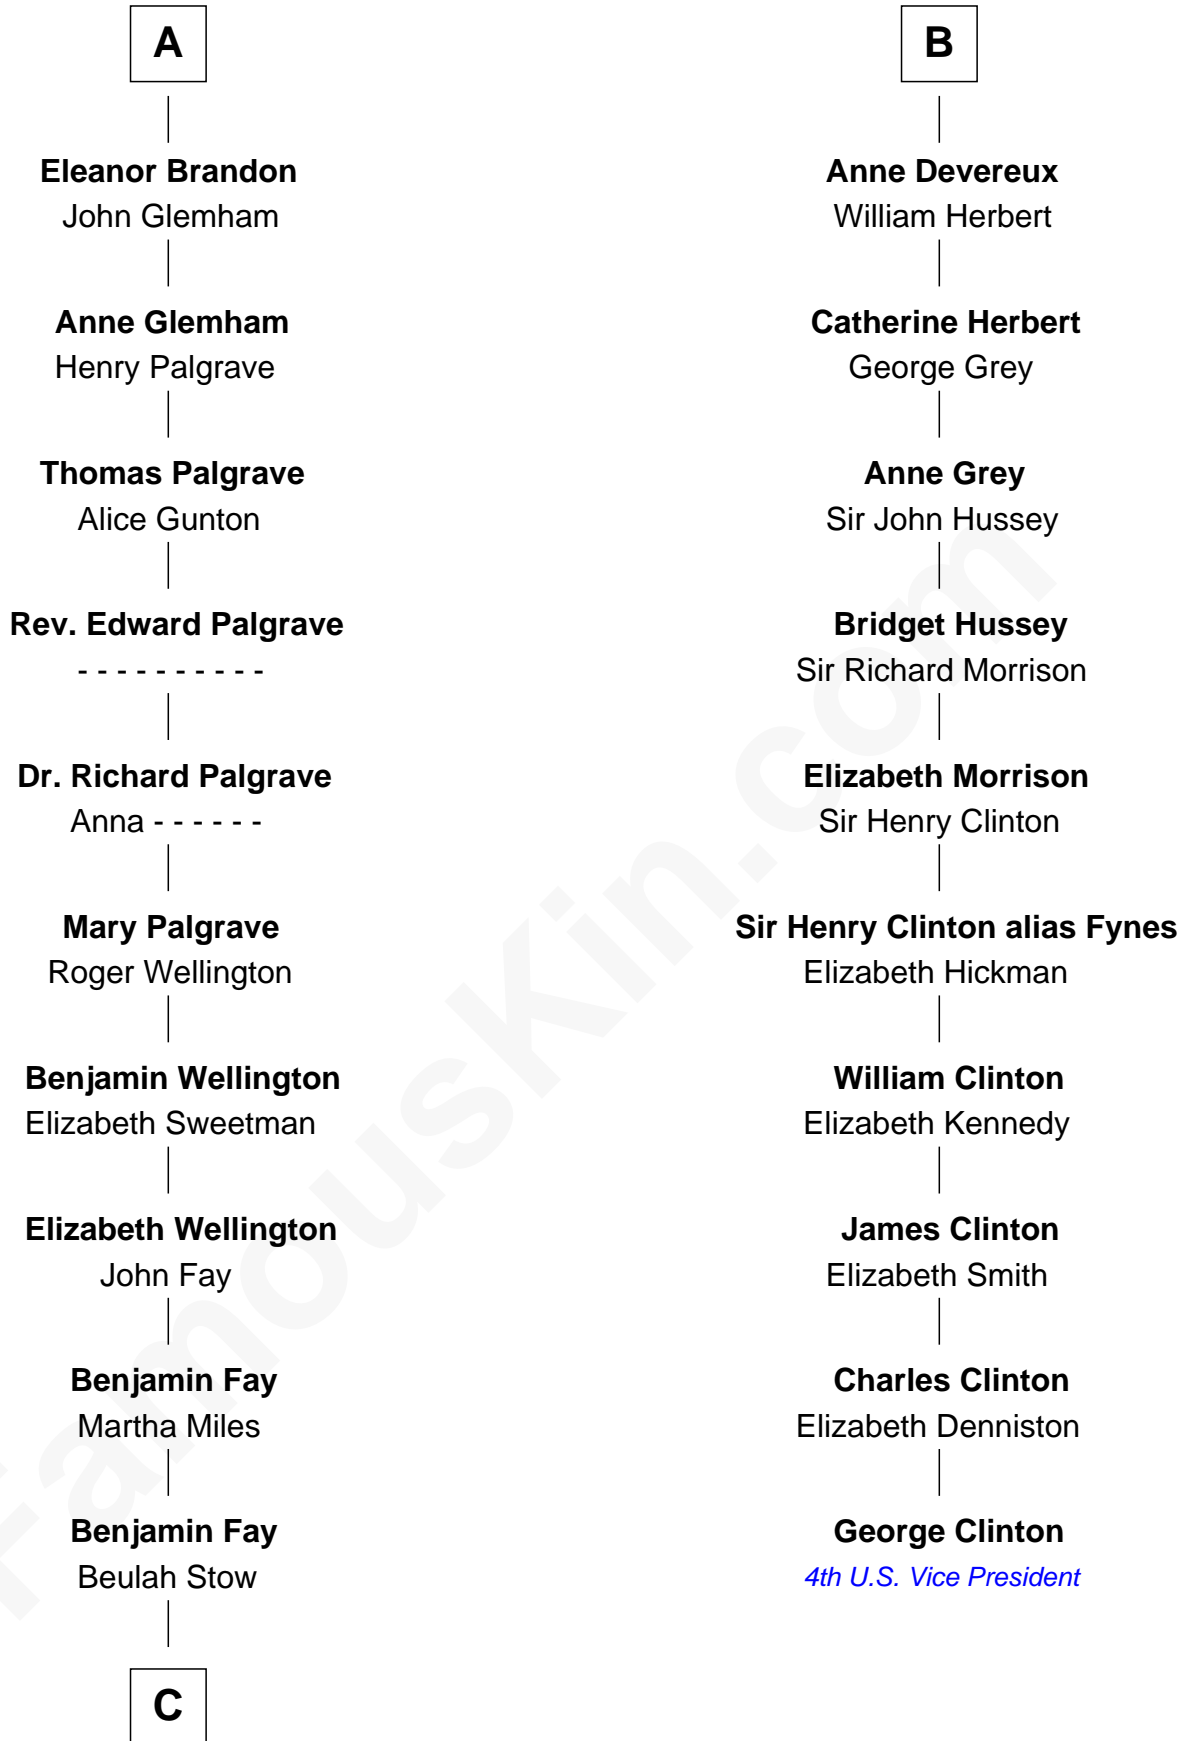 A
Eleanor Brandon
John Glemham
Anne Glemham
Henry Palgrave
Thomas Palgrave
Alice Gunton
Rev. Edward Palgrave
- - - - - - - - - -
Dr. Richard Palgrave
Anna - - - - - -
Mary Palgrave
Roger Wellington
Benjamin Wellington
Elizabeth Sweetman
Elizabeth Wellington
John Fay
Benjamin Fay
Martha Miles
Benjamin Fay
Beulah Stow
C
B
Anne Devereux
William Herbert
Catherine Herbert
George Grey
Anne Grey
Sir John Hussey
Bridget Hussey
Sir Richard Morrison
Elizabeth Morrison
Sir Henry Clinton
Sir Henry Clinton alias Fynes
Elizabeth Hickman
William Clinton
Elizabeth Kennedy
James Clinton
Elizabeth Smith
Charles Clinton
Elizabeth Denniston
George Clinton
4th U.S. Vice President
FamousKin.com